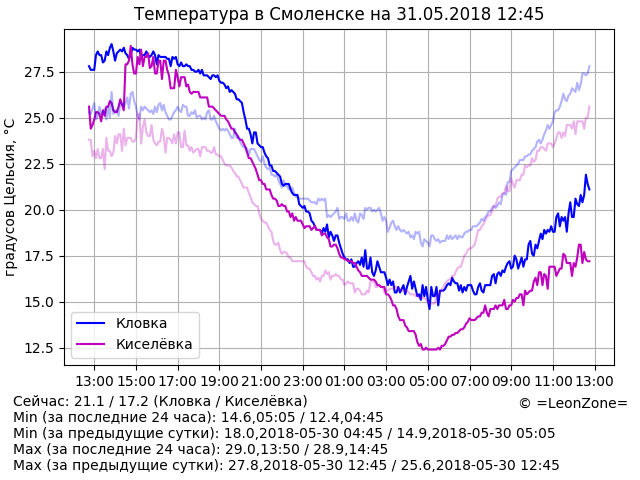 Температура в Смоленске на 31.05.2018 12:45
градусов Цельсия, °C
27.5
25.0
22.5
20.0
17.5
15.0
12.5
Кловка
Киселёвка
13:00 15:00 17:00 19:00 21:00 23:00 01:00 03:00 05:00 07:00 09:00 11:00 13:00
Сейчас: 21.1 / 17.2 (Кловка / Киселёвка)
© =LeonZone=
Min (за последние 24 часа): 14.6,05:05 / 12.4,04:45
Min (за предыдущие сутки): 18.0,2018-05-30 04:45 / 14.9,2018-05-30 05:05
Max (за последние 24 часа): 29.0,13:50 / 28.9,14:45
Max (за предыдущие сутки): 27.8,2018-05-30 12:45 / 25.6,2018-05-30 12:45